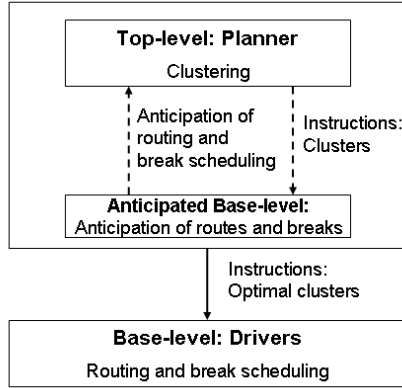 Top-level: Planner
Clustering
Anticipation of
routing and
break scheduling
Instructions:
Clusters
Anticipated Base-level:
Anticipation of routes and breaks
Instructions:
Optimal clusters
Base-level: Drivers
Routing and break scheduling